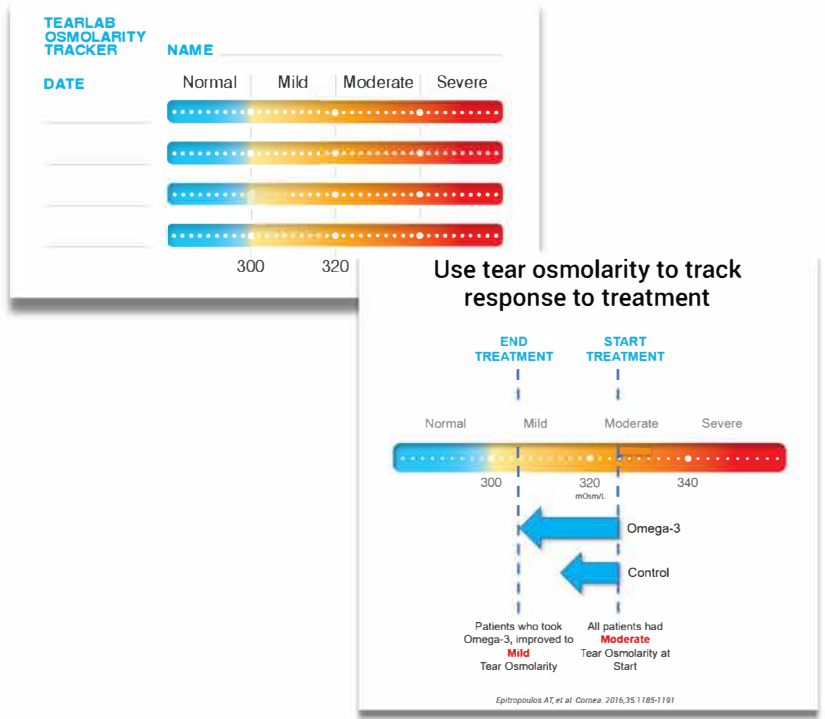 TEARLAB
OSMOLARITY
TRACKER
NAME
DATE
Normal Mild Moderate Severe
300 320
Use tear osmolarity to track
response to treatment
END
TREATMENT
START
TREATMENT
Normal Mild Moderate Severe
300 320 340
mOsm/L
Omega-3
Control
Patients who took
Omega-3, improved to
Mild
Tear Osmolarity
All patients had
Moderate
Tear Osmolarity at
Start
Epitropoulos AT, et al. Cornea. 2016;35:1185-1191